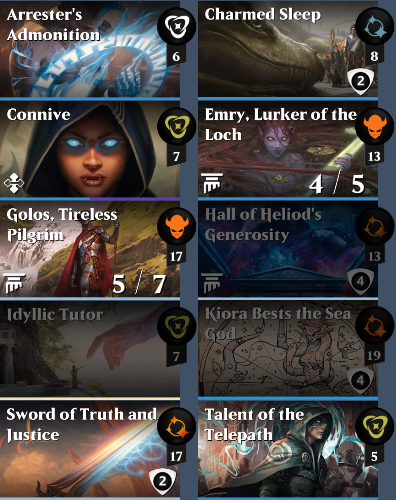 Arrester's
Admonition
6
Charmed Sleep
8
2
Connive
7
Emry, Lurker of the
Loch
13
4 / 5
Golos, Tireless
Pilgrim
17
5 / 7
Hall of Heliod's
Generosity
13
4
Idyllic Tutor
7
Kiora Bests the Sea
God
19
4
Sword of Truth and
Justice
17
2
Talent of the
Telepath
5